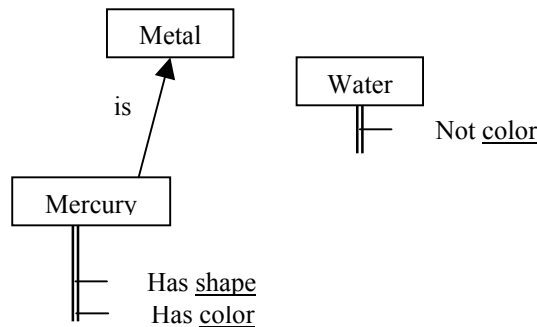 Metal
Water
is
Not color
Mercury
Has shape
Has color